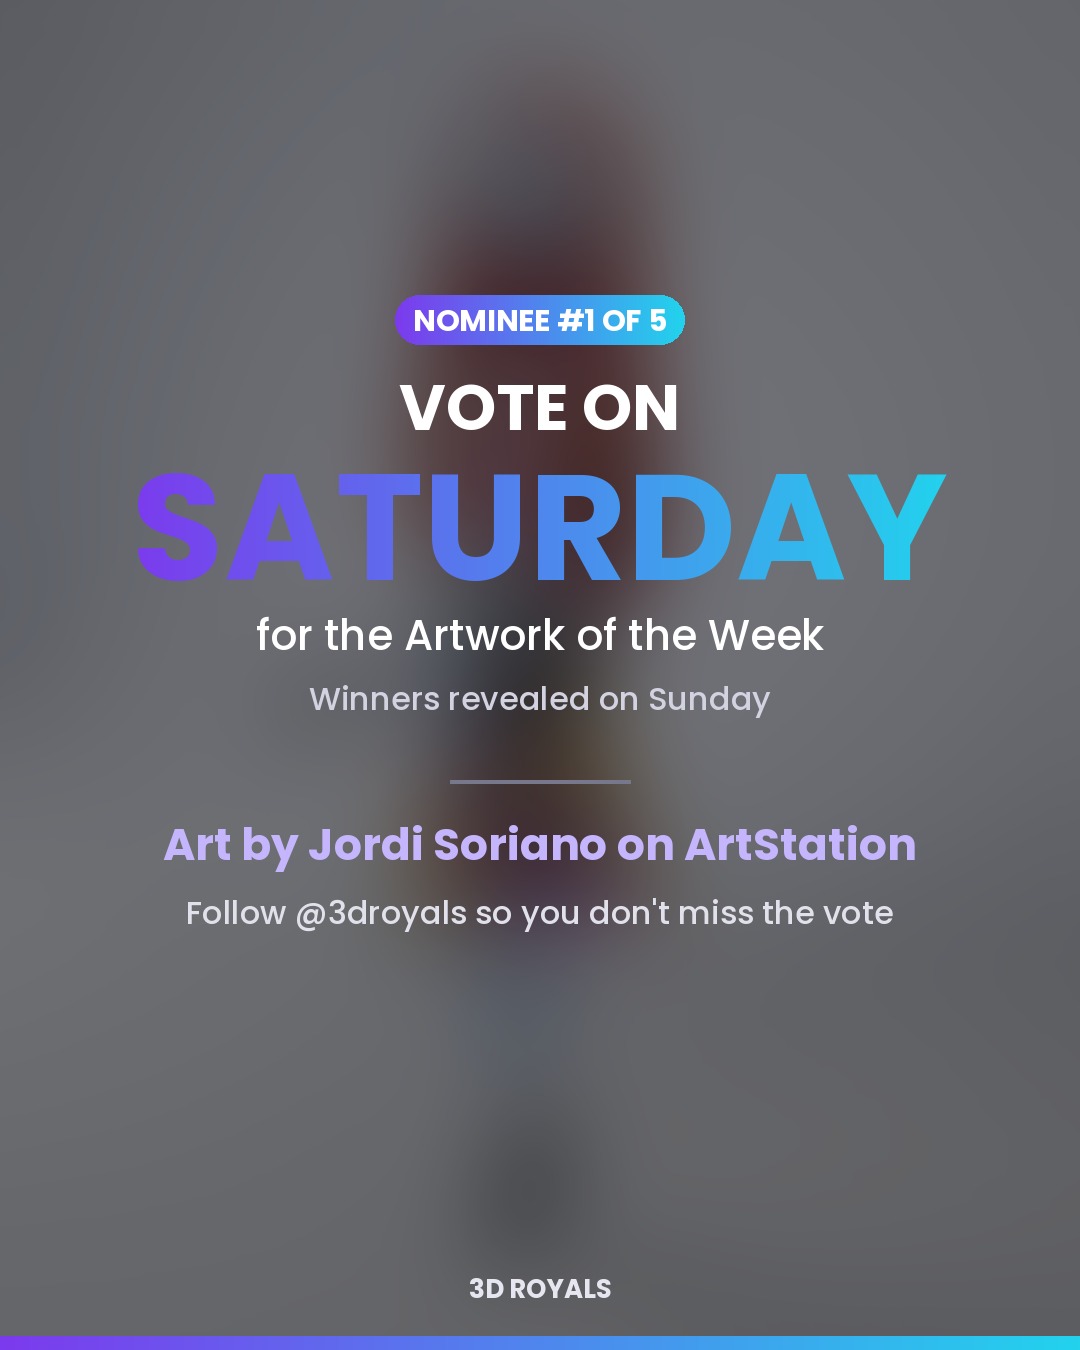 NOMINEE #1 OF 5
VOTE ON
SATURDAY
for the Artwork of the Week
Winners revealed on Sunday
Art by Jordi Soriano on ArtStation
Follow @3droyals so you don't miss the vote
3D ROYALS